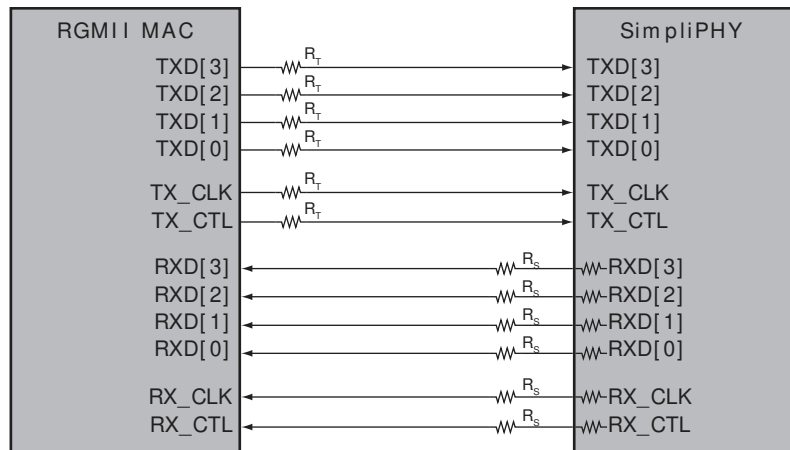 RGMII MAC SimpliPHY
TXD[3] R_T TXD[3]
TXD[2] R_T TXD[2]
TXD[1] R_T TXD[1]
TXD[0] R_T TXD[0]
TX_CLK R_T TX_CLK
TX_CTL R_T TX_CTL
RXD[3] R_S RXD[3]
RXD[2] R_S RXD[2]
RXD[1] R_S RXD[1]
RXD[0] R_S RXD[0]
RX_CLK R_S RX_CLK
RX_CTL R_S RX_CTL